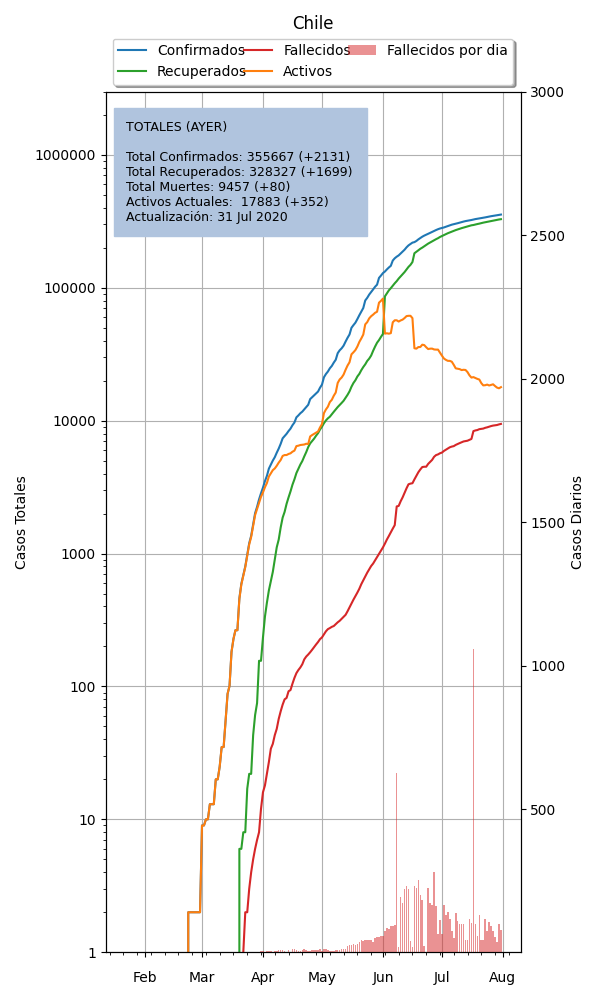 Chile
Confirmados
Recuperados
Fallecidos
Activos
Fallecidos por dia
TOTALES (AYER)
Total Confirmados: 355667 (+2131)
Total Recuperados: 328327 (+1699)
Total Muertes: 9457 (+80)
Activos Actuales:  17883 (+352)
Actualización: 31 Jul 2020
Casos Totales
1000000
100000
10000
1000
100
10
1
3000
2500
2000
1500
1000
500
Casos Diarios
Feb Mar Apr May Jun Jul Aug